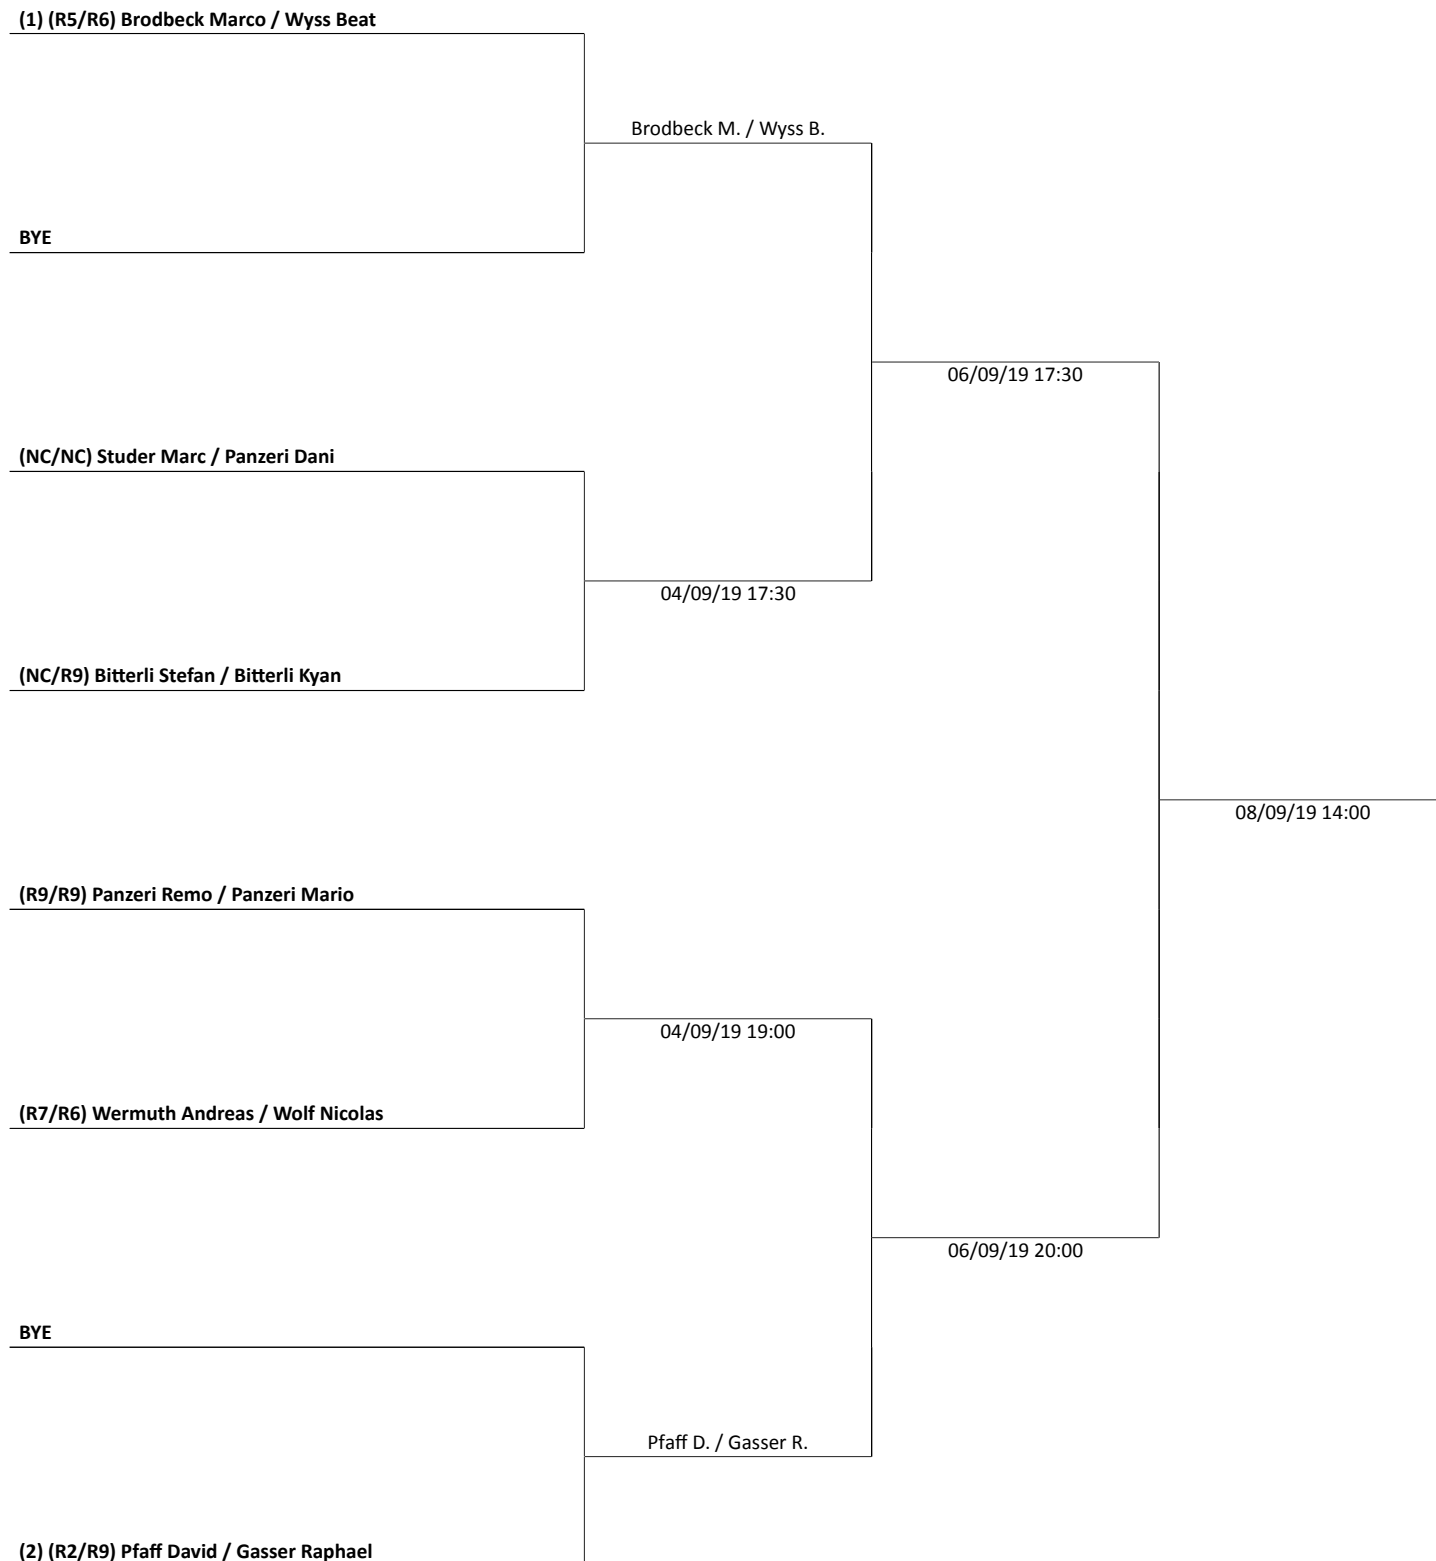 (1) (R5/R6) Brodbeck Marco / Wyss Beat
Brodbeck M. / Wyss B.
BYE
06/09/19 17:30
(NC/NC) Studer Marc / Panzeri Dani
04/09/19 17:30
(NC/R9) Bitterli Stefan / Bitterli Kyan
08/09/19 14:00
(R9/R9) Panzeri Remo / Panzeri Mario
04/09/19 19:00
(R7/R6) Wermuth Andreas / Wolf Nicolas
06/09/19 20:00
BYE
Pfaff D. / Gasser R.
(2) (R2/R9) Pfaff David / Gasser Raphael